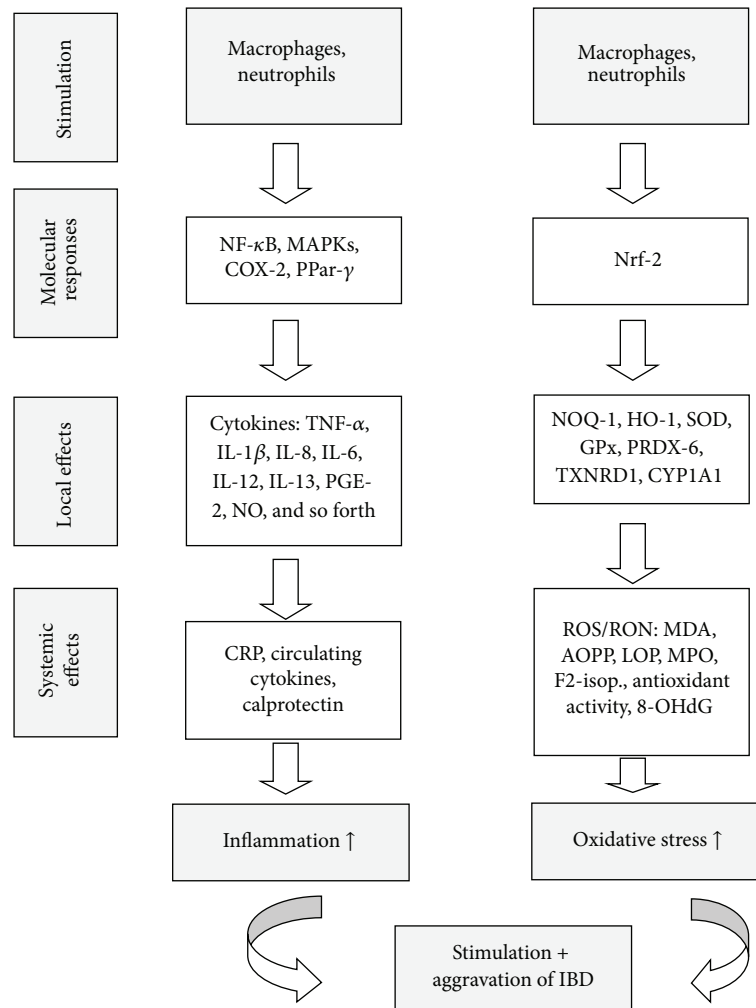 Stimulation
Macrophages,
neutrophils
Macrophages,
neutrophils
Molecular
responses
NF-κB, MAPKs,
COX-2, PPar-γ
Nrf-2
Local effects
Cytokines: TNF-α,
IL-1β, IL-8, IL-6,
IL-12, IL-13, PGE-
2, NO, and so forth
NOQ-1, HO-1, SOD,
GPx, PRDX-6,
TXNRD1, CYP1A1
Systemic
effects
CRP, circulating
cytokines,
calprotectin
ROS/RON: MDA,
AOPP, LOP, MPO,
F2-isop., antioxidant
activity, 8-OHdG
Inflammation ↑
Oxidative stress ↑
Stimulation +
aggravation of IBD